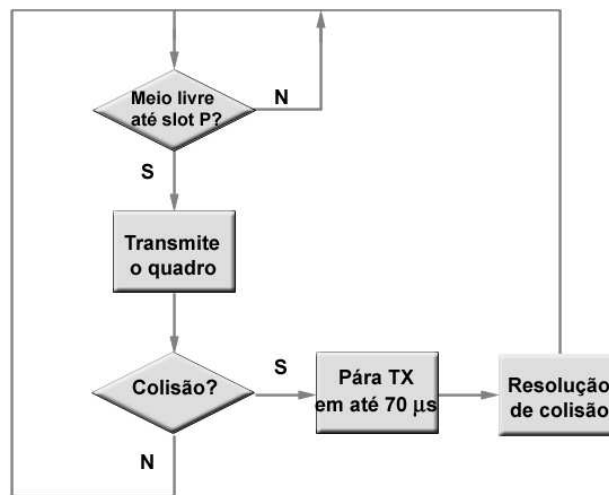 Meio livre
até slot P?
N
S
Transmite
o quadro
Colisão?
S
Pára TX
em até 70 µs
Resolução
de colisão
N